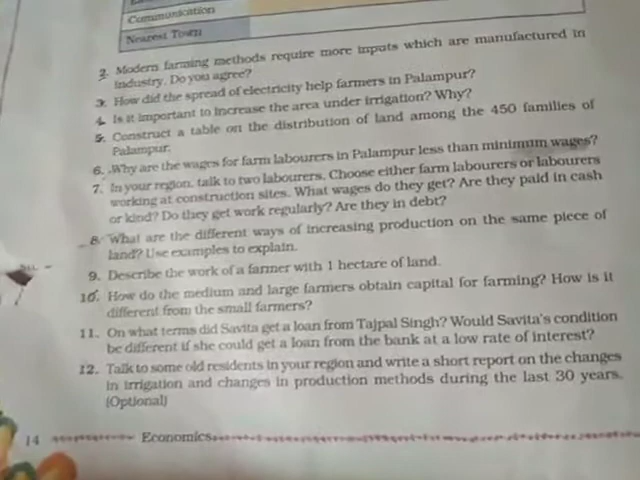 Communication
Nearest Town
2. Modern farming methods require more inputs which are manufactured in
industry. Do you agree?
3. How did the spread of electricity help farmers in Palampur?
4. Is it important to increase the area under irrigation? Why?
5. Construct a table on the distribution of land among the 450 families of
Palampur.
6. Why are the wages for farm labourers in Palampur less than minimum wages?
7. In your region, talk to two labourers. Choose either farm labourers or labourers
working at construction sites. What wages do they get? Are they paid in cash
or kind? Do they get work regularly? Are they in debt?
8. What are the different ways of increasing production on the same piece of
land? Use examples to explain.
9. Describe the work of a farmer with 1 hectare of land.
10. How do the medium and large farmers obtain capital for farming? How is it
different from the small farmers?
11. On what terms did Savita get a loan from Tajpal Singh? Would Savita's condition
be different if she could get a loan from the bank at a low rate of interest?
12. Talk to some old residents in your region and write a short report on the changes
in irrigation and changes in production methods during the last 30 years.
(Optional)
14 Economics